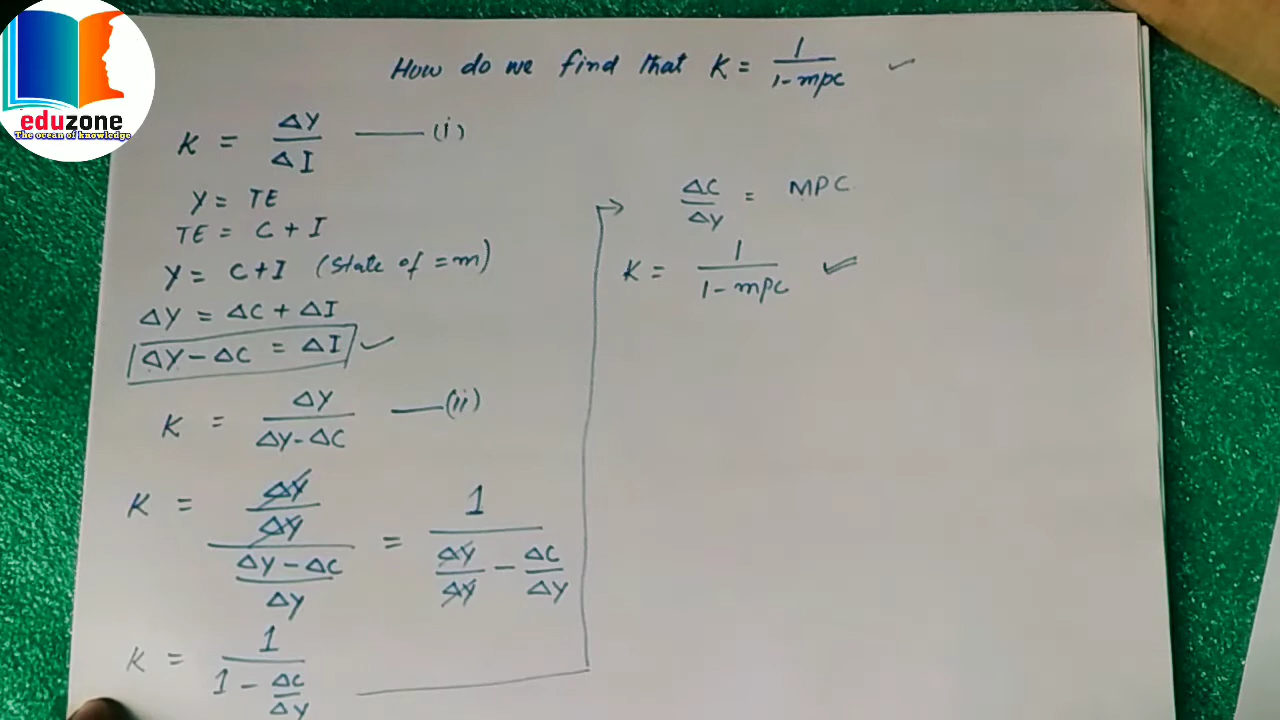 eduzone
The ocean of knowledge
How do we find that K = 1/(1-mpc) ✓
K = ΔY/ΔI —— (i)
Y = TE
TE = C + I
Y = C+I (State of =m)
ΔY = ΔC + ΔI
ΔY - ΔC = ΔI ✓
K = ΔY/(ΔY-ΔC) —— (ii)
K = (ΔY/ΔY)/((ΔY - ΔC)/ΔY) = 1/(ΔY/ΔY - ΔC/ΔY)
K = 1/(1 - ΔC/ΔY)
→ ΔC/ΔY = MPC
K = 1/(1 - mpc) ✓